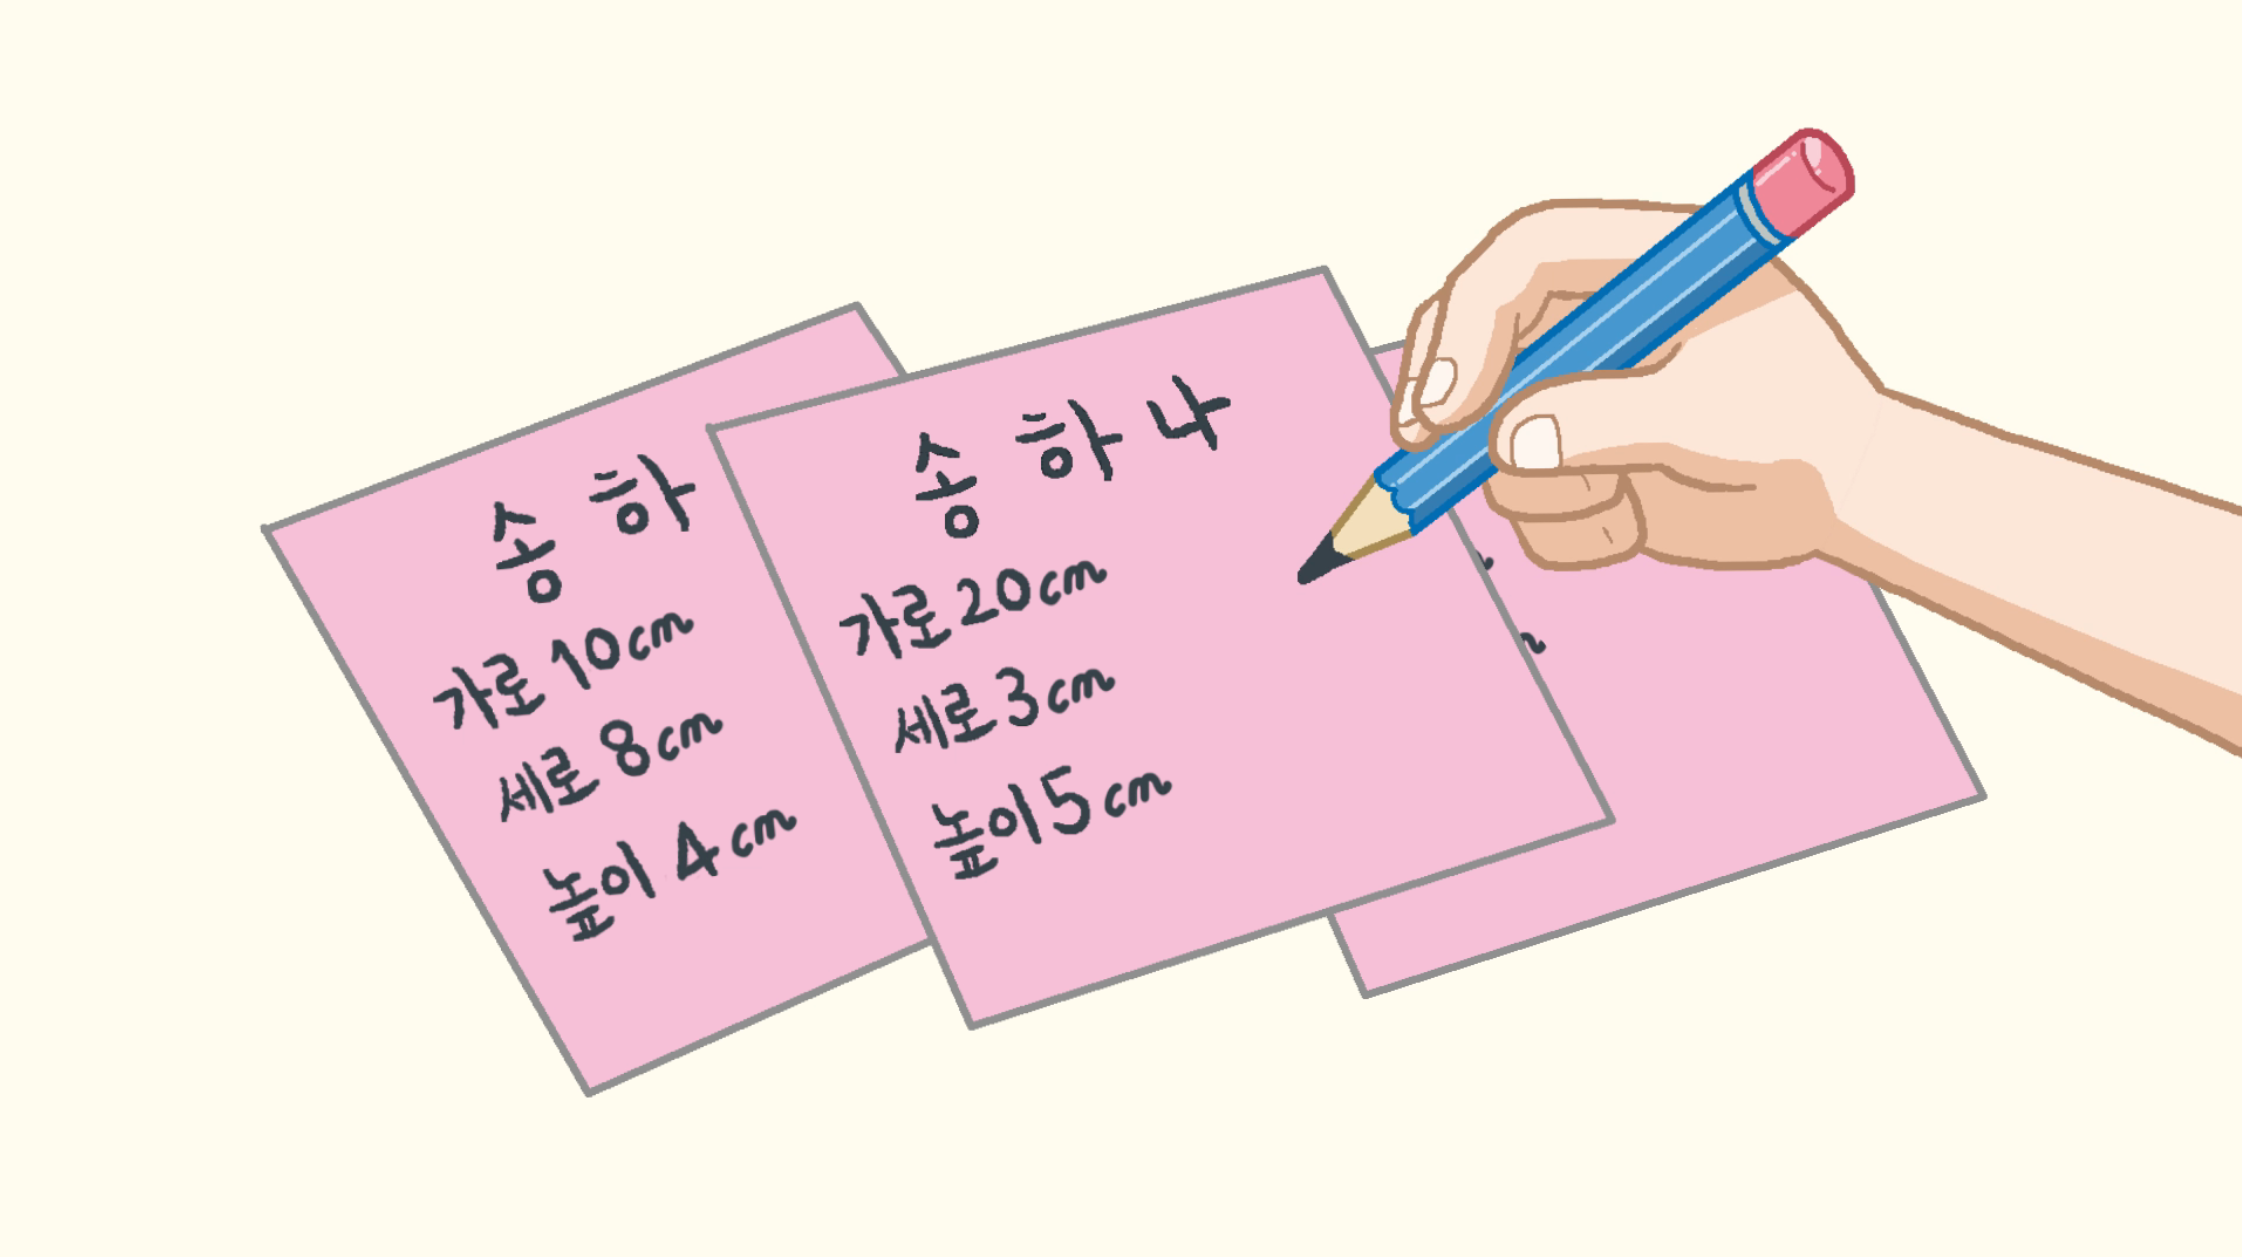 송 하
가로 10cm
세로 8cm
높이 4cm
송 하 나
가로 20cm
세로 3cm
높이 5cm